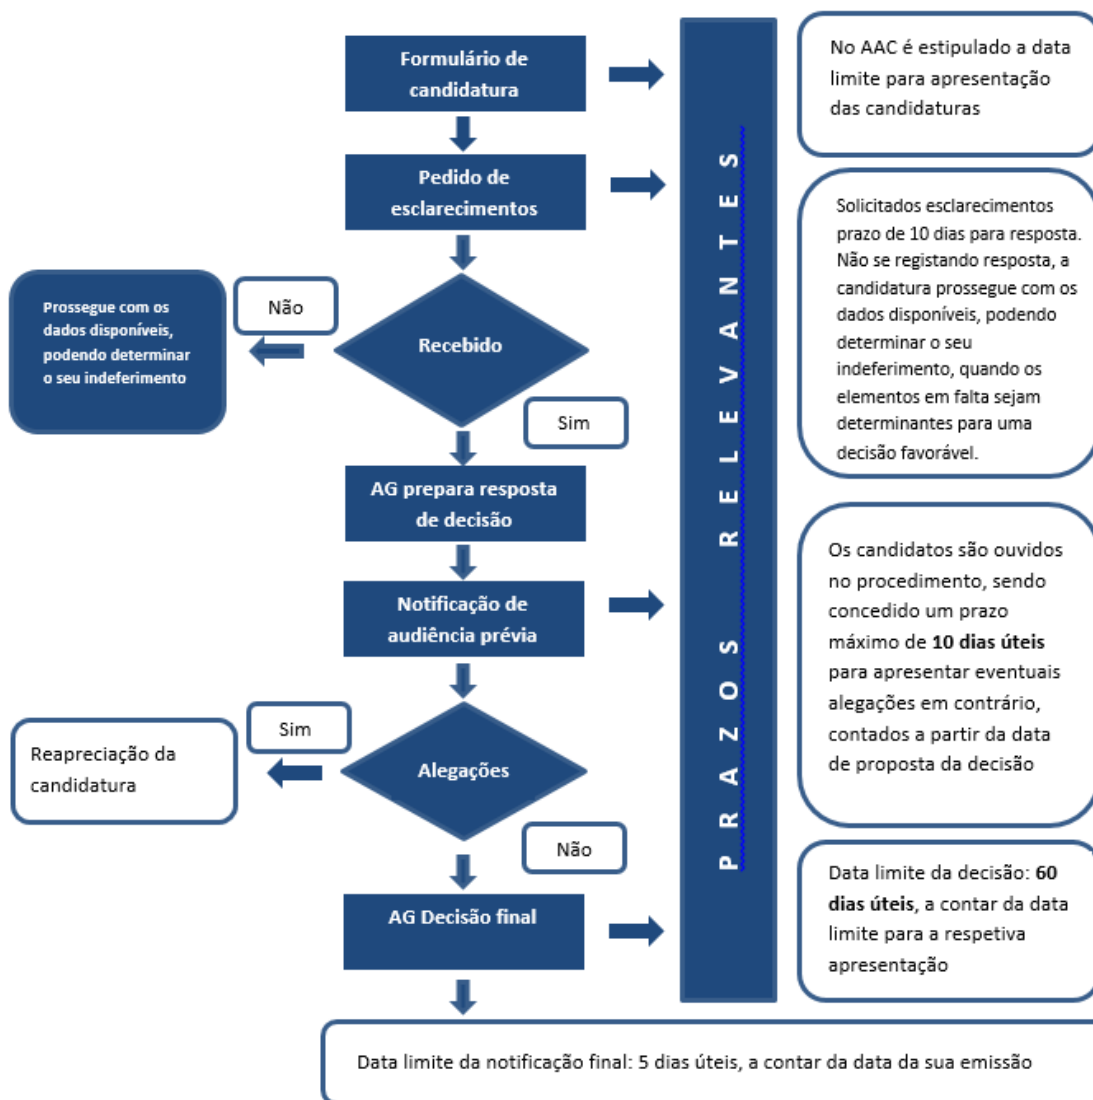 Formulário de
candidatura
No AAC é estipulado a data
limite para apresentação
das candidaturas
Pedido de
esclarecimentos
Solicitados esclarecimentos
prazo de 10 dias para resposta.
Não se registando resposta, a
candidatura prossegue com os
dados disponíveis, podendo
determinar o seu
indeferimento, quando os
elementos em falta sejam
determinantes para uma
decisão favorável.
Prossegue com os
dados disponíveis,
podendo determinar
o seu indeferimento
Não
Recebido
Sim
PRAZOS RELEVANTES
AG prepara resposta
de decisão
Notificação de
audiência prévia
Os candidatos são ouvidos
no procedimento, sendo
concedido um prazo
máximo de 10 dias úteis
para apresentar eventuais
alegações em contrário,
contados a partir da data
de proposta da decisão
Reapreciação da
candidatura
Sim
Alegações
Não
AG Decisão final
Data limite da decisão: 60
dias úteis, a contar da data
limite para a respetiva
apresentação
Data limite da notificação final: 5 dias úteis, a contar da data da sua emissão